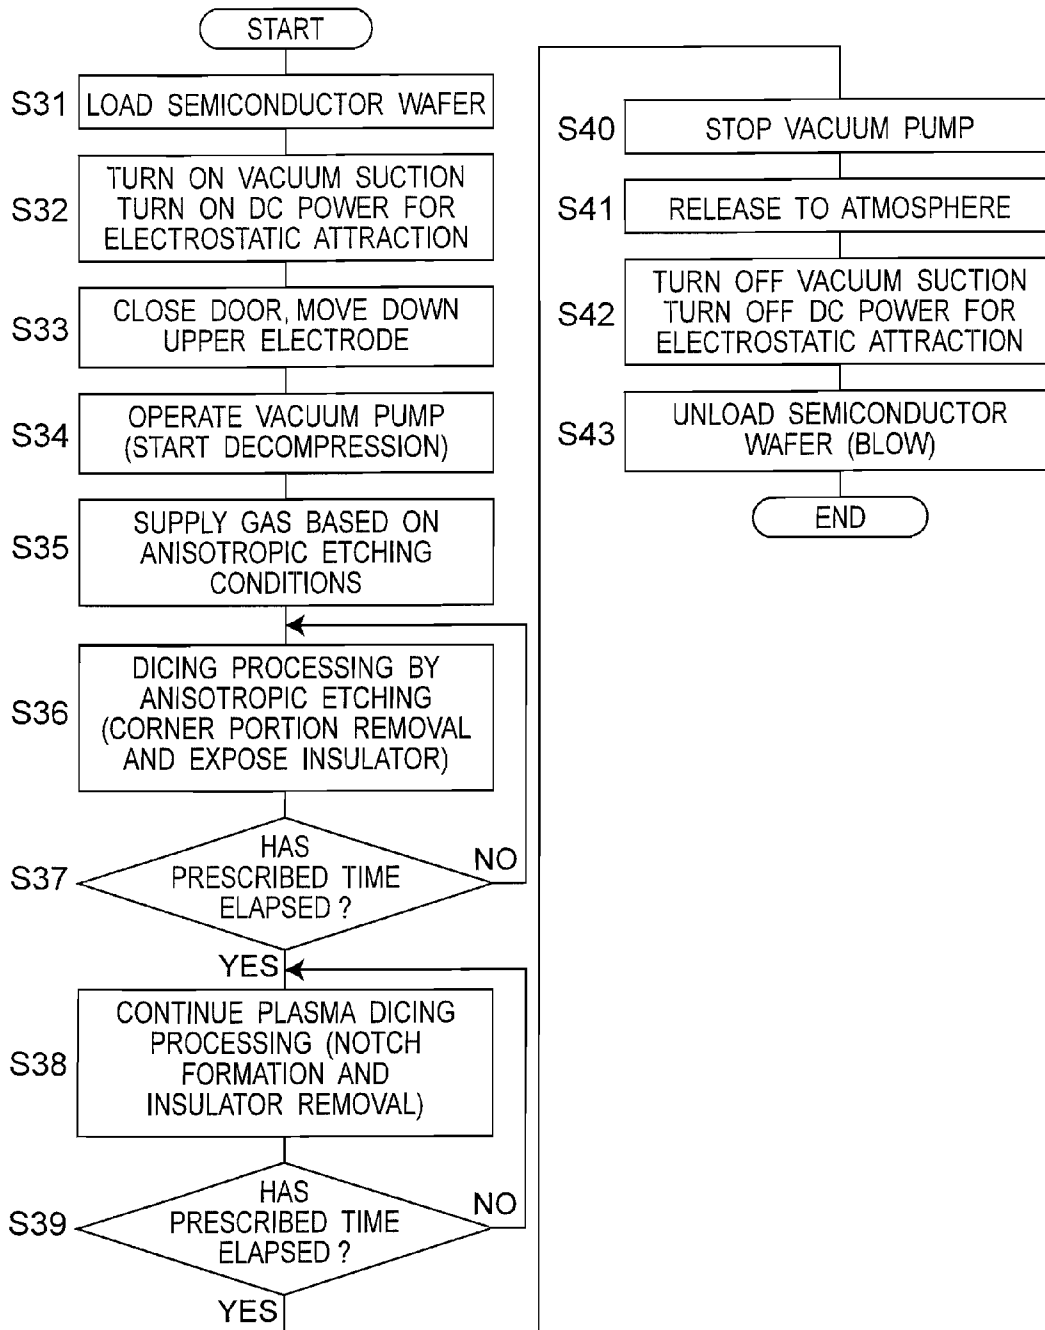 START
S31
LOAD SEMICONDUCTOR WAFER
S32
TURN ON VACUUM SUCTION
TURN ON DC POWER FOR
ELECTROSTATIC ATTRACTION
S33
CLOSE DOOR, MOVE DOWN
UPPER ELECTRODE
S34
OPERATE VACUUM PUMP
(START DECOMPRESSION)
S35
SUPPLY GAS BASED ON
ANISOTROPIC ETCHING
CONDITIONS
S36
DICING PROCESSING BY
ANISOTROPIC ETCHING
(CORNER PORTION REMOVAL
AND EXPOSE INSULATOR)
S37
HAS
PRESCRIBED TIME
ELAPSED ?
NO
YES
S38
CONTINUE PLASMA DICING
PROCESSING (NOTCH
FORMATION AND
INSULATOR REMOVAL)
S39
HAS
PRESCRIBED TIME
ELAPSED ?
NO
YES
S40
STOP VACUUM PUMP
S41
RELEASE TO ATMOSPHERE
S42
TURN OFF VACUUM SUCTION
TURN OFF DC POWER FOR
ELECTROSTATIC ATTRACTION
S43
UNLOAD SEMICONDUCTOR
WAFER (BLOW)
END